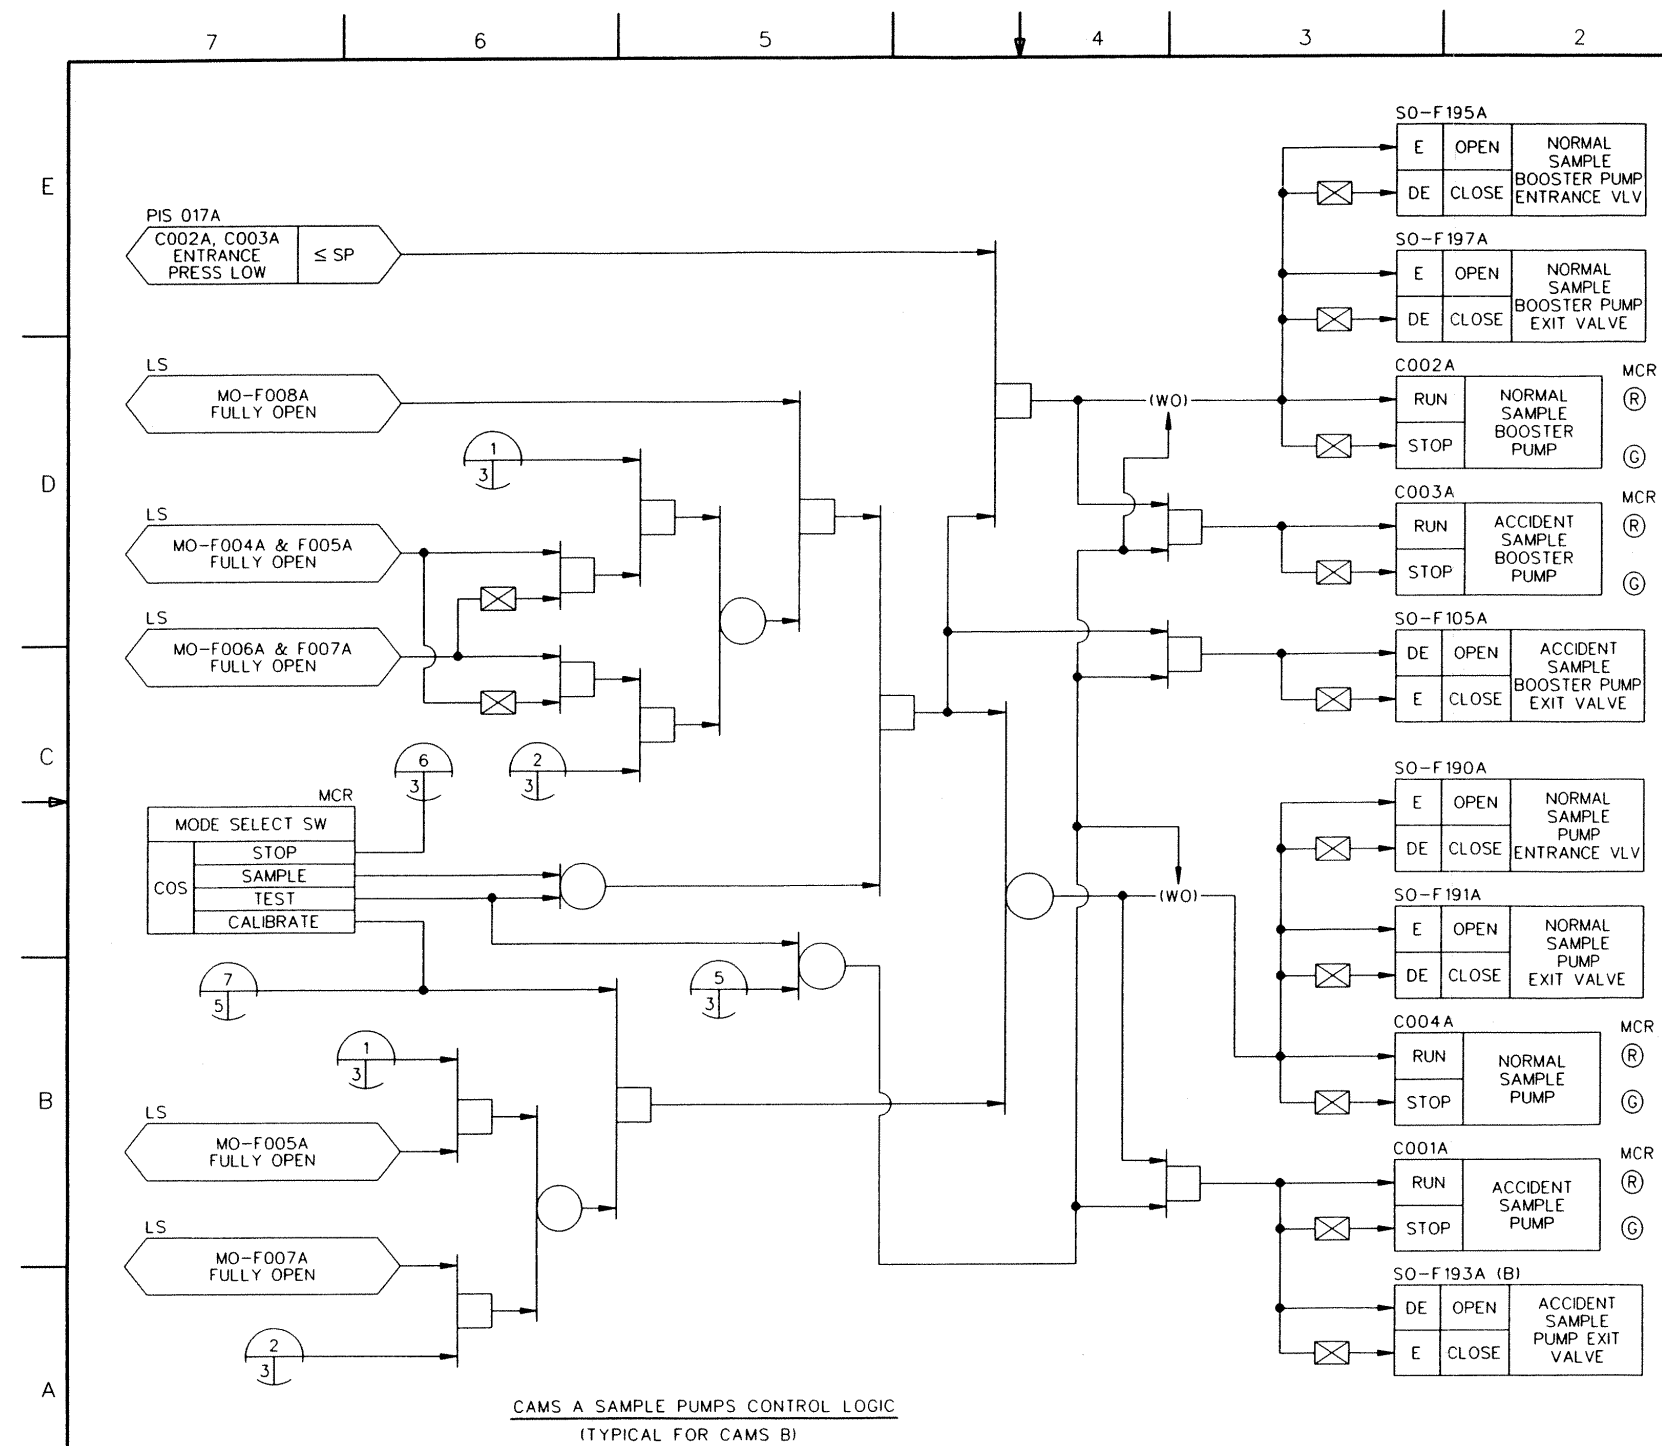 7 6 5 4 3 2
E
D
C
B
A
PIS 017A
C002A, C003A
ENTRANCE
PRESS LOW
≤ SP
LS
MO-F008A
FULLY OPEN
1
3
LS
MO-F004A & F005A
FULLY OPEN
LS
MO-F006A & F007A
FULLY OPEN
6
3
2
3
MCR
MODE SELECT SW
COS
STOP
SAMPLE
TEST
CALIBRATE
7
5
5
3
1
3
LS
MO-F005A
FULLY OPEN
LS
MO-F007A
FULLY OPEN
2
3
(WO)
(WO)
SO-F195A
E OPEN
DE CLOSE
NORMAL
SAMPLE
BOOSTER PUMP
ENTRANCE VLV
SO-F197A
E OPEN
DE CLOSE
NORMAL
SAMPLE
BOOSTER PUMP
EXIT VALVE
C002A
RUN
STOP
NORMAL
SAMPLE
BOOSTER
PUMP
MCR
R
G
C003A
RUN
STOP
ACCIDENT
SAMPLE
BOOSTER
PUMP
MCR
R
G
SO-F105A
DE OPEN
E CLOSE
ACCIDENT
SAMPLE
BOOSTER PUMP
EXIT VALVE
SO-F190A
E OPEN
DE CLOSE
NORMAL
SAMPLE
PUMP
ENTRANCE VLV
SO-F191A
E OPEN
DE CLOSE
NORMAL
SAMPLE
PUMP
EXIT VALVE
C004A
RUN
STOP
NORMAL
SAMPLE
PUMP
MCR
R
G
C001A
RUN
STOP
ACCIDENT
SAMPLE
PUMP
MCR
R
G
SO-F193A (B)
DE OPEN
E CLOSE
ACCIDENT
SAMPLE
PUMP EXIT
VALVE
CAMS A SAMPLE PUMPS CONTROL LOGIC
(TYPICAL FOR CAMS B)